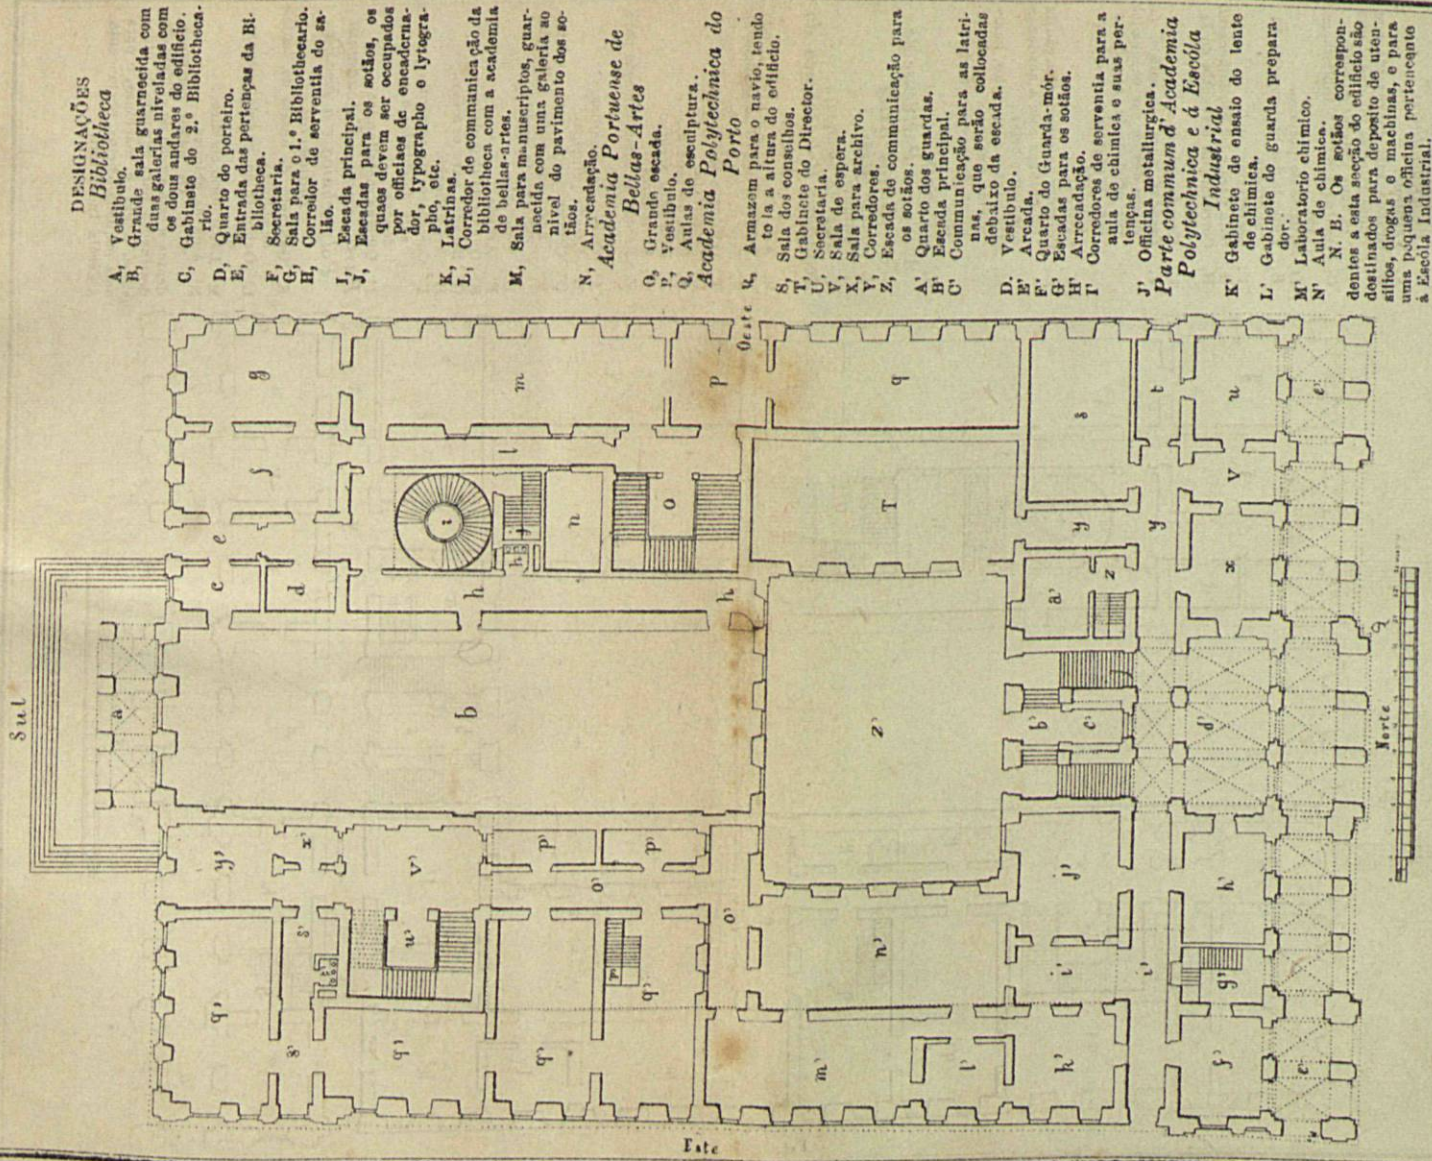 DESIGNAÇÕES
Bibliotheca
A, Vestibulo.
B, Grande sala guarnecida com
duas galerias niveladas com
os dous andares do edificio.
C, Gabinete do 2.º Bibliotheca-
rio.
D, Quarto do porteiro.
E, Entrada das pertenças da Bi-
bliotheca.
F, Secretaria.
G, Sala para o 1.º Bibliothecario.
H, Corredor de serventia do sa-
lão.
I, Escada principal.
J, Escadas para os sotãos, os
quaes devem ser occupados
por officiaes de encaderna-
dor, typographo e lytogra-
pho, etc.
K, Latrinas.
L, Corredor de communicação da
bibliotheca com a academia
de bellas-artes.
M, Sala para manuscriptos, guar-
necida com uma galeria ao
nivel do pavimento dos so-
tãos.
N, Arrecadação.
Academia Portuense de
Bellas-Artes
O, Grande escada.
P, Vestibulo.
Q, Aulas de esculptura.
Academia Polytechnica do
Porto
R, Armazem para o navio, tendo
toda a altura do edificio.
S, Sala dos conselhos.
T, Gabinete do Director.
U, Secretaria.
V, Sala de espera.
X, Sala para archivo.
Y, Corredores.
Z, Escada de communicação para
os sotãos.
A' Quarto dos guardas.
B' Escada principal.
C' Communicação para as latri-
nas, que serão collocadas
debaixo da escada.
D. Vestibulo.
E' Arcada.
F' Quarto do Guarda-mór.
G' Escadas para os sotãos.
H' Arrecadação.
I' Corredores de serventia para a
aula de chimica e suas per-
tenças.
J' Officina metallurgica.
Parte commum d'Academia
Polytechnica e á Escóla
Industrial
K' Gabinete de ensaio do lente
de chimica.
L' Gabinete do guarda prepara
dor.
M' Laboratorio chimico.
N' Aula de chimica.
N. B. Os sotãos correspon-
dentes a esta secção do edificio são
destinados para deposito de uten-
silios, drogas e machinas, e para
uma pequena officina pertencente
á Escóla Industrial.
Sul
Oeste
Este
Norte
a
b
c
d
e
f
g
h
h
h
i
j
l
m
n
o
p
q
s
T
t
u
v
x
y
y
z
z'
a'
b'
c'
d'
e'
e'
f'
g'
h'
h'
i'
i'
j'
l'
m'
n'
o'
o'
p'
p'
q'
q'
q'
q'
s'
s'
u'
v'
x'
y'